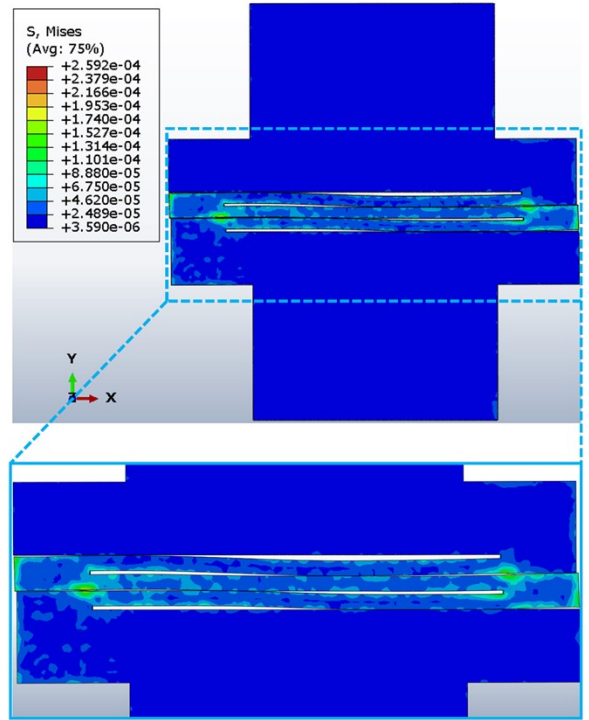 S, Mises
(Avg: 75%)
+2.592e-04
+2.379e-04
+2.166e-04
+1.953e-04
+1.740e-04
+1.527e-04
+1.314e-04
+1.101e-04
+8.880e-05
+6.750e-05
+4.620e-05
+2.489e-05
+3.590e-06
Y
X